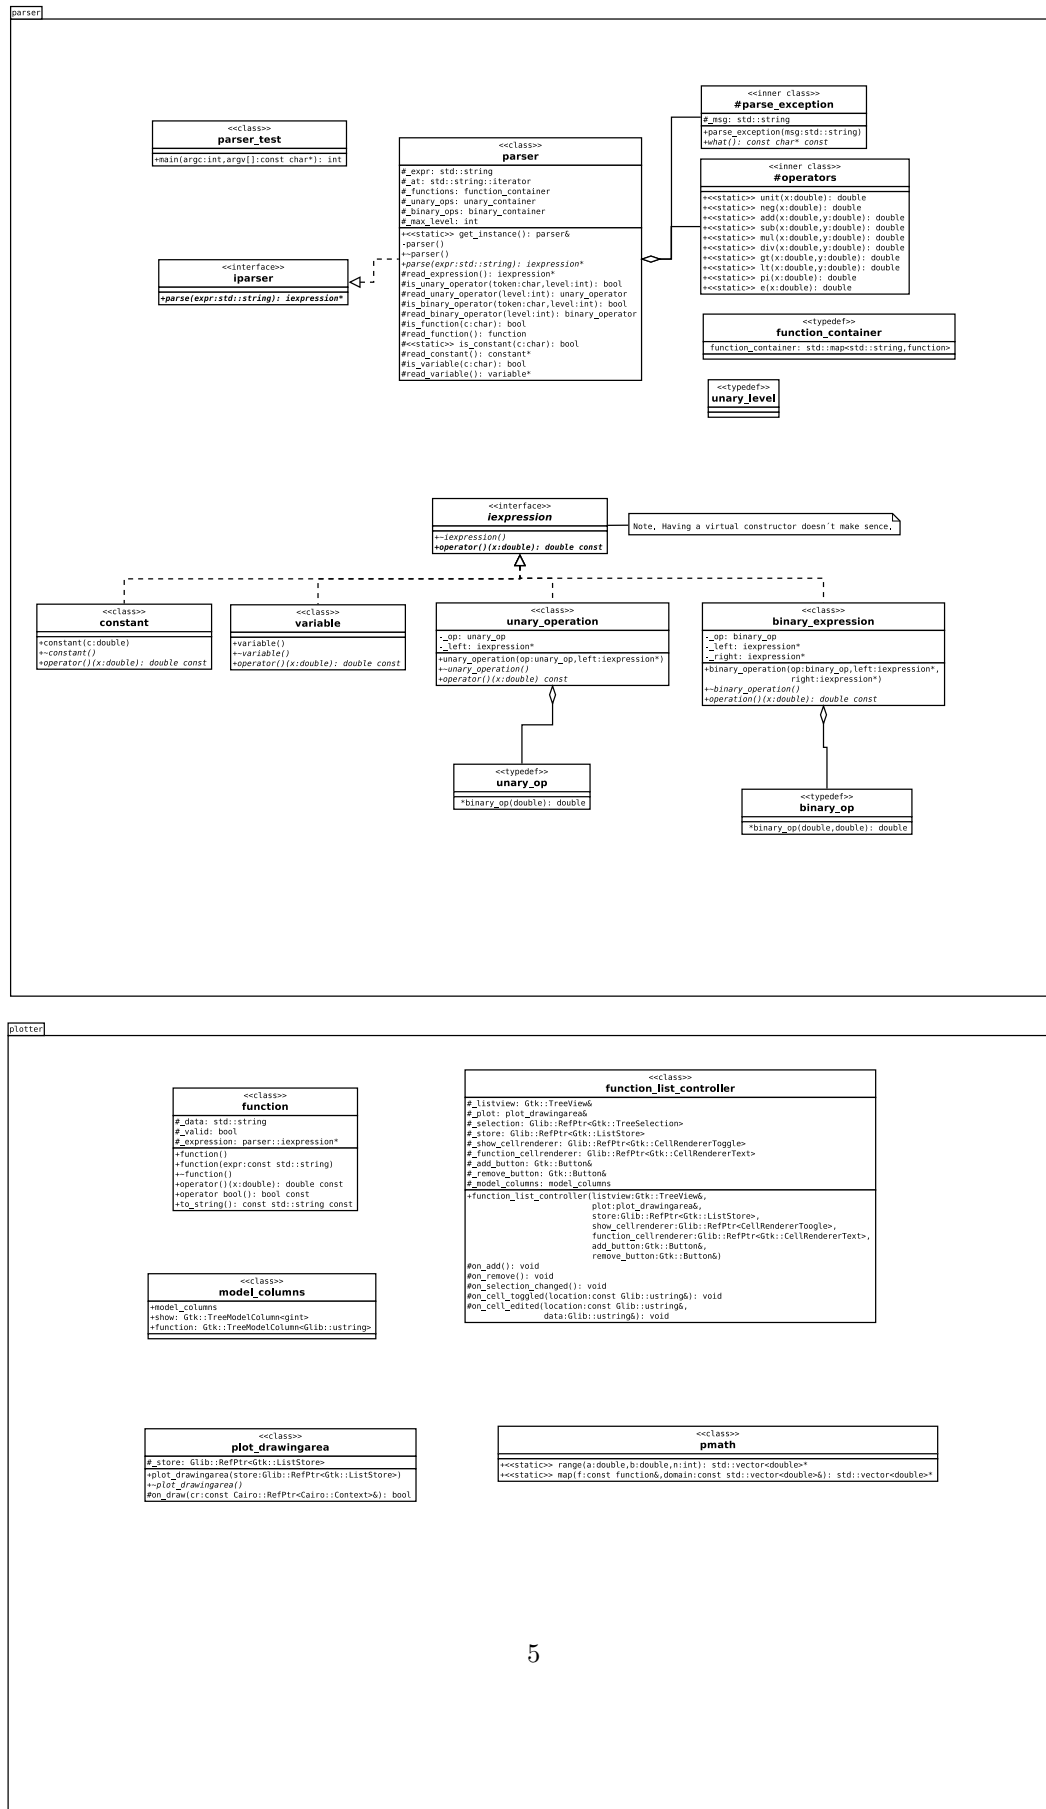 parser
<<class>>
parser_test
+main(argc:int,argv[]:const char*): int
<<interface>>
iparser
+parse(expr:std::string): iexpression*
<<class>>
parser
#_expr: std::string
#_at: std::string::iterator
#_functions: function_container
#_unary_ops: unary_container
#_binary_ops: binary_container
#_max_level: int
+<<static>> get_instance(): parser&
-parser()
+~parser()
+parse(expr:std::string): iexpression*
#read_expression(): iexpression*
#is_unary_operator(token:char,level:int): bool
#read_unary_operator(level:int): unary_operator
#is_binary_operator(token:char,level:int): bool
#read_binary_operator(level:int): binary_operator
#is_function(c:char): bool
#read_function(): function
#<<static>> is_constant(c:char): bool
#read_constant(): constant*
#is_variable(c:char): bool
#read_variable(): variable*
<<inner class>>
#parse_exception
#_msg: std::string
+parse_exception(msg:std::string)
+what(): const char* const
<<inner class>>
#operators
+<<static>> unit(x:double): double
+<<static>> neg(x:double): double
+<<static>> add(x:double,y:double): double
+<<static>> sub(x:double,y:double): double
+<<static>> mul(x:double,y:double): double
+<<static>> div(x:double,y:double): double
+<<static>> gt(x:double,y:double): double
+<<static>> lt(x:double,y:double): double
+<<static>> pi(x:double): double
+<<static>> e(x:double): double
<<typedef>>
function_container
function_container: std::map<std::string,function>
<<typedef>>
unary_level
<<interface>>
iexpression
+~iexpression()
+operator()(x:double): double const
Note, Having a virtual constructor doesn´t make sence.
<<class>>
constant
+constant(c:double)
+~constant()
+operator()(x:double): double const
<<class>>
variable
+variable()
+~variable()
+operator()(x:double): double const
<<class>>
unary_operation
-_op: unary_op
-_left: iexpression*
+unary_operation(op:unary_op,left:iexpression*)
+~unary_operation()
+operator()(x:double) const
<<class>>
binary_expression
-_op: binary_op
-_left: iexpression*
-_right: iexpression*
+binary_operation(op:binary_op,left:iexpression*,
right:iexpression*)
+~binary_operation()
+operation()(x:double): double const
<<typedef>>
unary_op
*binary_op(double): double
<<typedef>>
binary_op
*binary_op(double,double): double
plotter
<<class>>
function
#_data: std::string
#_valid: bool
#_expression: parser::iexpression*
+function()
+function(expr:const std::string)
+~function()
+operator()(x:double): double const
+operator bool(): bool const
+to_string(): const std::string const
<<class>>
function_list_controller
#_listview: Gtk::TreeView&
#_plot: plot_drawingarea&
#_selection: Glib::RefPtr<Gtk::TreeSelection>
#_store: Glib::RefPtr<Gtk::ListStore>
#_show_cellrenderer: Glib::RefPtr<Gtk::CellRendererToggle>
#_function_cellrenderer: Glib::RefPtr<Gtk::CellRendererText>
#_add_button: Gtk::Button&
#_remove_button: Gtk::Button&
#_model_columns: model_columns
+function_list_controller(listview:Gtk::TreeView&,
plot:plot_drawingarea&,
store:Glib::RefPtr<Gtk::ListStore>,
show_cellrenderer:Glib::RefPtr<CellRendererToogle>,
function_cellrenderer:Glib::RefPtr<Gtk::CellRendererText>,
add_button:Gtk::Button&,
remove_button:Gtk::Button&)
#on_add(): void
#on_remove(): void
#on_selection_changed(): void
#on_cell_toggled(location:const Glib::ustring&): void
#on_cell_edited(location:const Glib::ustring&,
data:Glib::ustring&): void
<<class>>
model_columns
+model_columns
+show: Gtk::TreeModelColumn<gint>
+function: Gtk::TreeModelColumn<Glib::ustring>
<<class>>
plot_drawingarea
#_store: Glib::RefPtr<Gtk::ListStore>
+plot_drawingarea(store:Glib::RefPtr<Gtk::ListStore>)
+~plot_drawingarea()
#on_draw(cr:const Cairo::RefPtr<Cairo::Context>&): bool
<<class>>
pmath
+<<static>> range(a:double,b:double,n:int): std::vector<double>*
+<<static>> map(f:const function&,domain:const std::vector<double>&): std::vector<double>*
5